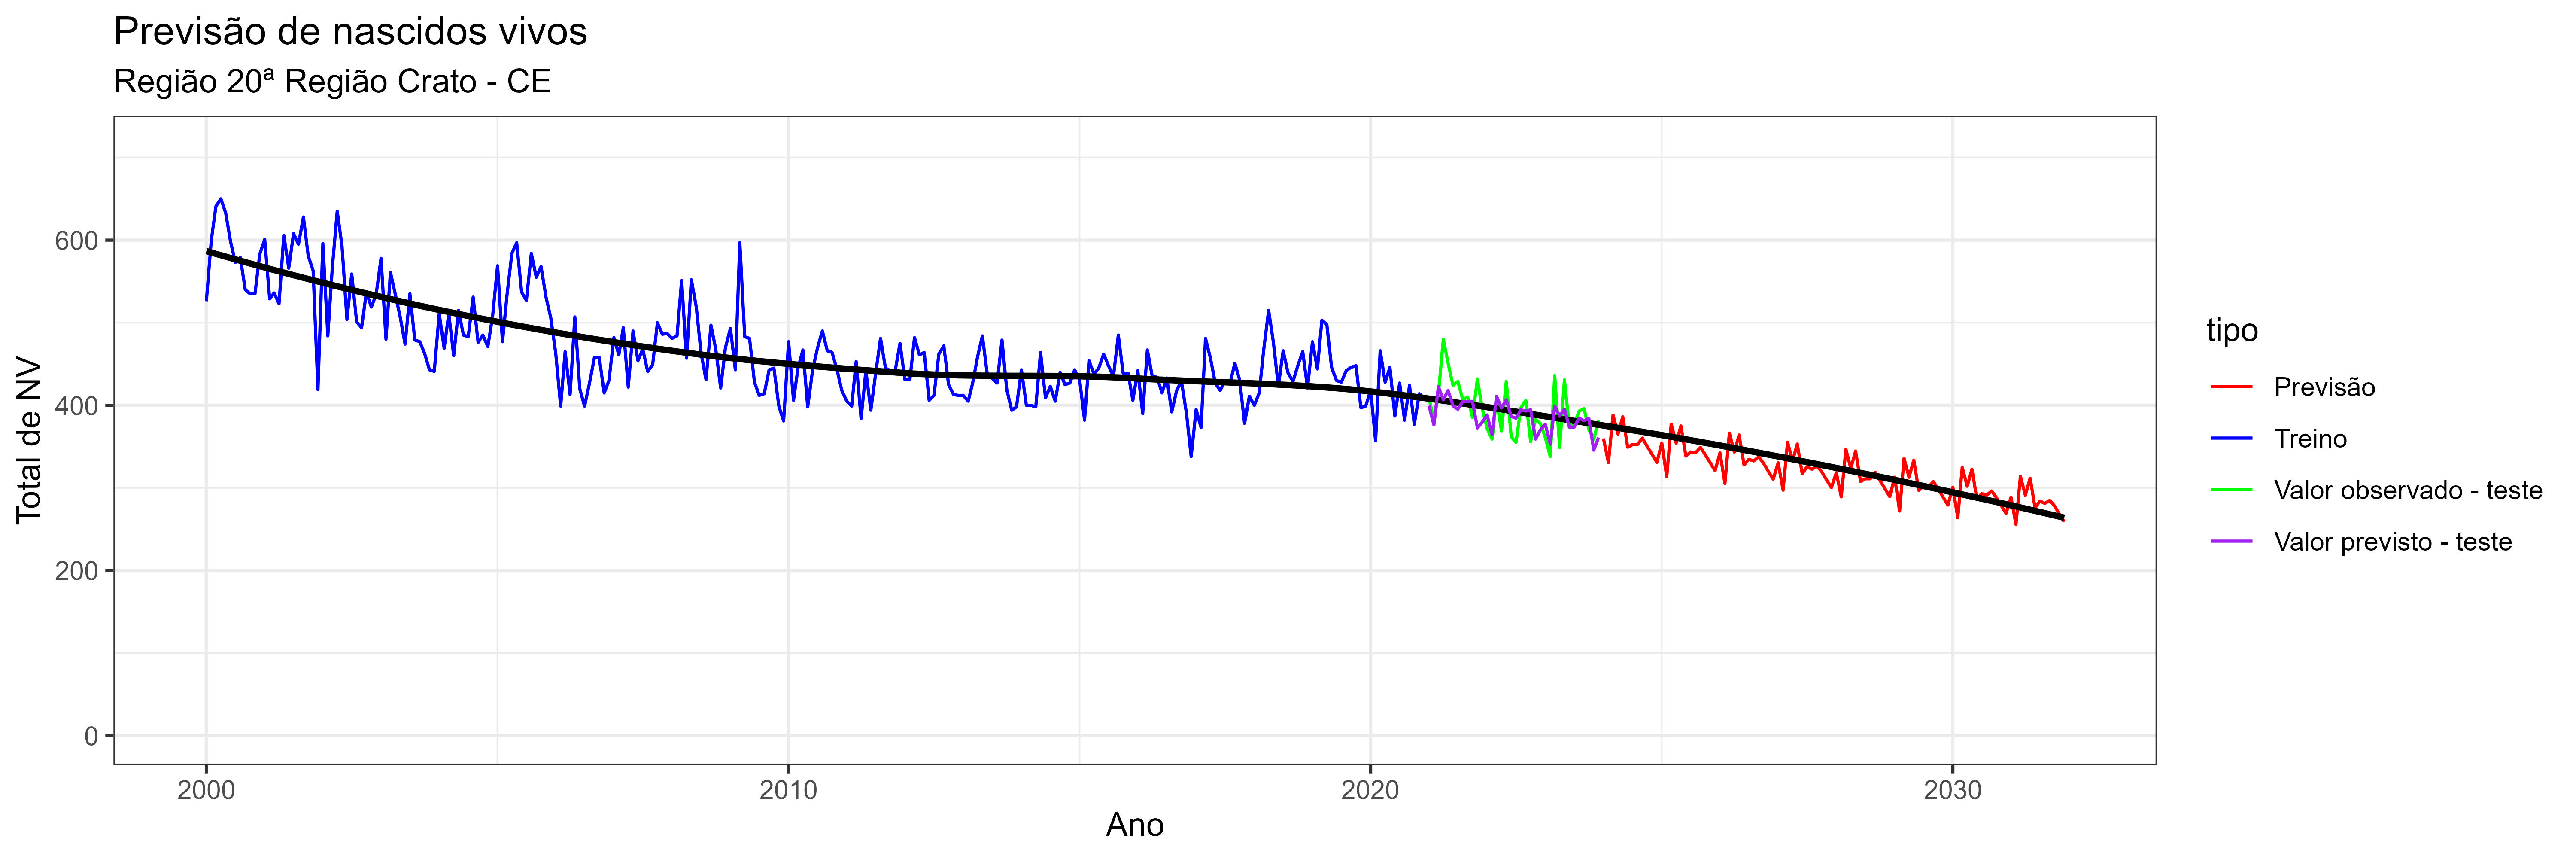 Previsão de nascidos vivos
Região 20ª Região Crato - CE
Total de NV
600
400
200
0
2000
2010
2020
2030
Ano
tipo
Previsão
Treino
Valor observado - teste
Valor previsto - teste